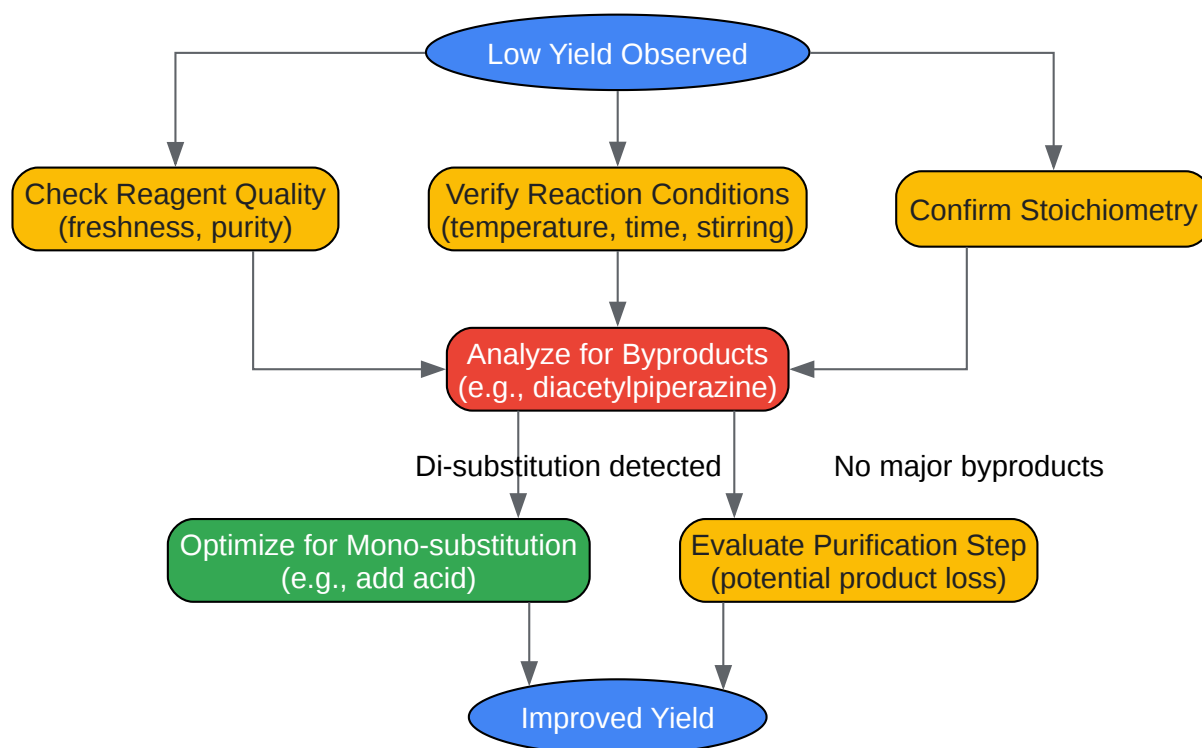 Low Yield Observed
Check Reagent Quality
(freshness, purity)
Verify Reaction Conditions
(temperature, time, stirring)
Confirm Stoichiometry
Analyze for Byproducts
(e.g., diacetylpiperazine)
Di-substitution detected
No major byproducts
Optimize for Mono-substitution
(e.g., add acid)
Evaluate Purification Step
(potential product loss)
Improved Yield